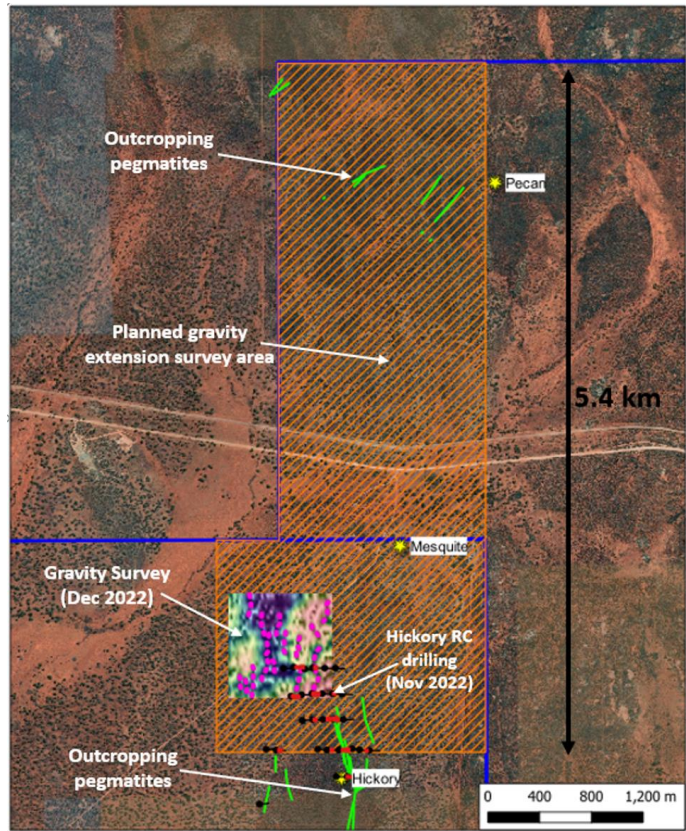 Outcropping
pegmatites
Pecan
Planned gravity
extension survey area
5.4 km
Mesquite
Gravity Survey
(Dec 2022)
Hickory RC
drilling
(Nov 2022)
Outcropping
pegmatites
Hickory
0 400 800 1,200 m